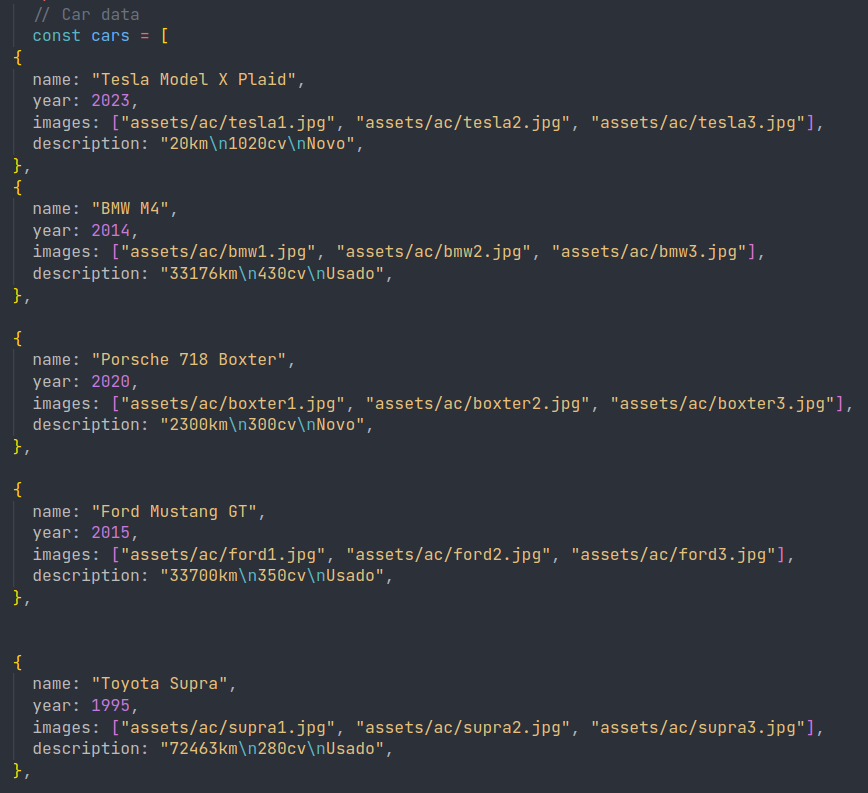 // Car data
const cars = [
{
name: "Tesla Model X Plaid",
year: 2023,
images: ["assets/ac/tesla1.jpg", "assets/ac/tesla2.jpg", "assets/ac/tesla3.jpg"],
description: "20km\n1020cv\nNovo",
},
{
name: "BMW M4",
year: 2014,
images: ["assets/ac/bmw1.jpg", "assets/ac/bmw2.jpg", "assets/ac/bmw3.jpg"],
description: "33176km\n430cv\nUsado",
},
{
name: "Porsche 718 Boxter",
year: 2020,
images: ["assets/ac/boxter1.jpg", "assets/ac/boxter2.jpg", "assets/ac/boxter3.jpg"],
description: "2300km\n300cv\nNovo",
},
{
name: "Ford Mustang GT",
year: 2015,
images: ["assets/ac/ford1.jpg", "assets/ac/ford2.jpg", "assets/ac/ford3.jpg"],
description: "33700km\n350cv\nUsado",
},
{
name: "Toyota Supra",
year: 1995,
images: ["assets/ac/supra1.jpg", "assets/ac/supra2.jpg", "assets/ac/supra3.jpg"],
description: "72463km\n280cv\nUsado",
},